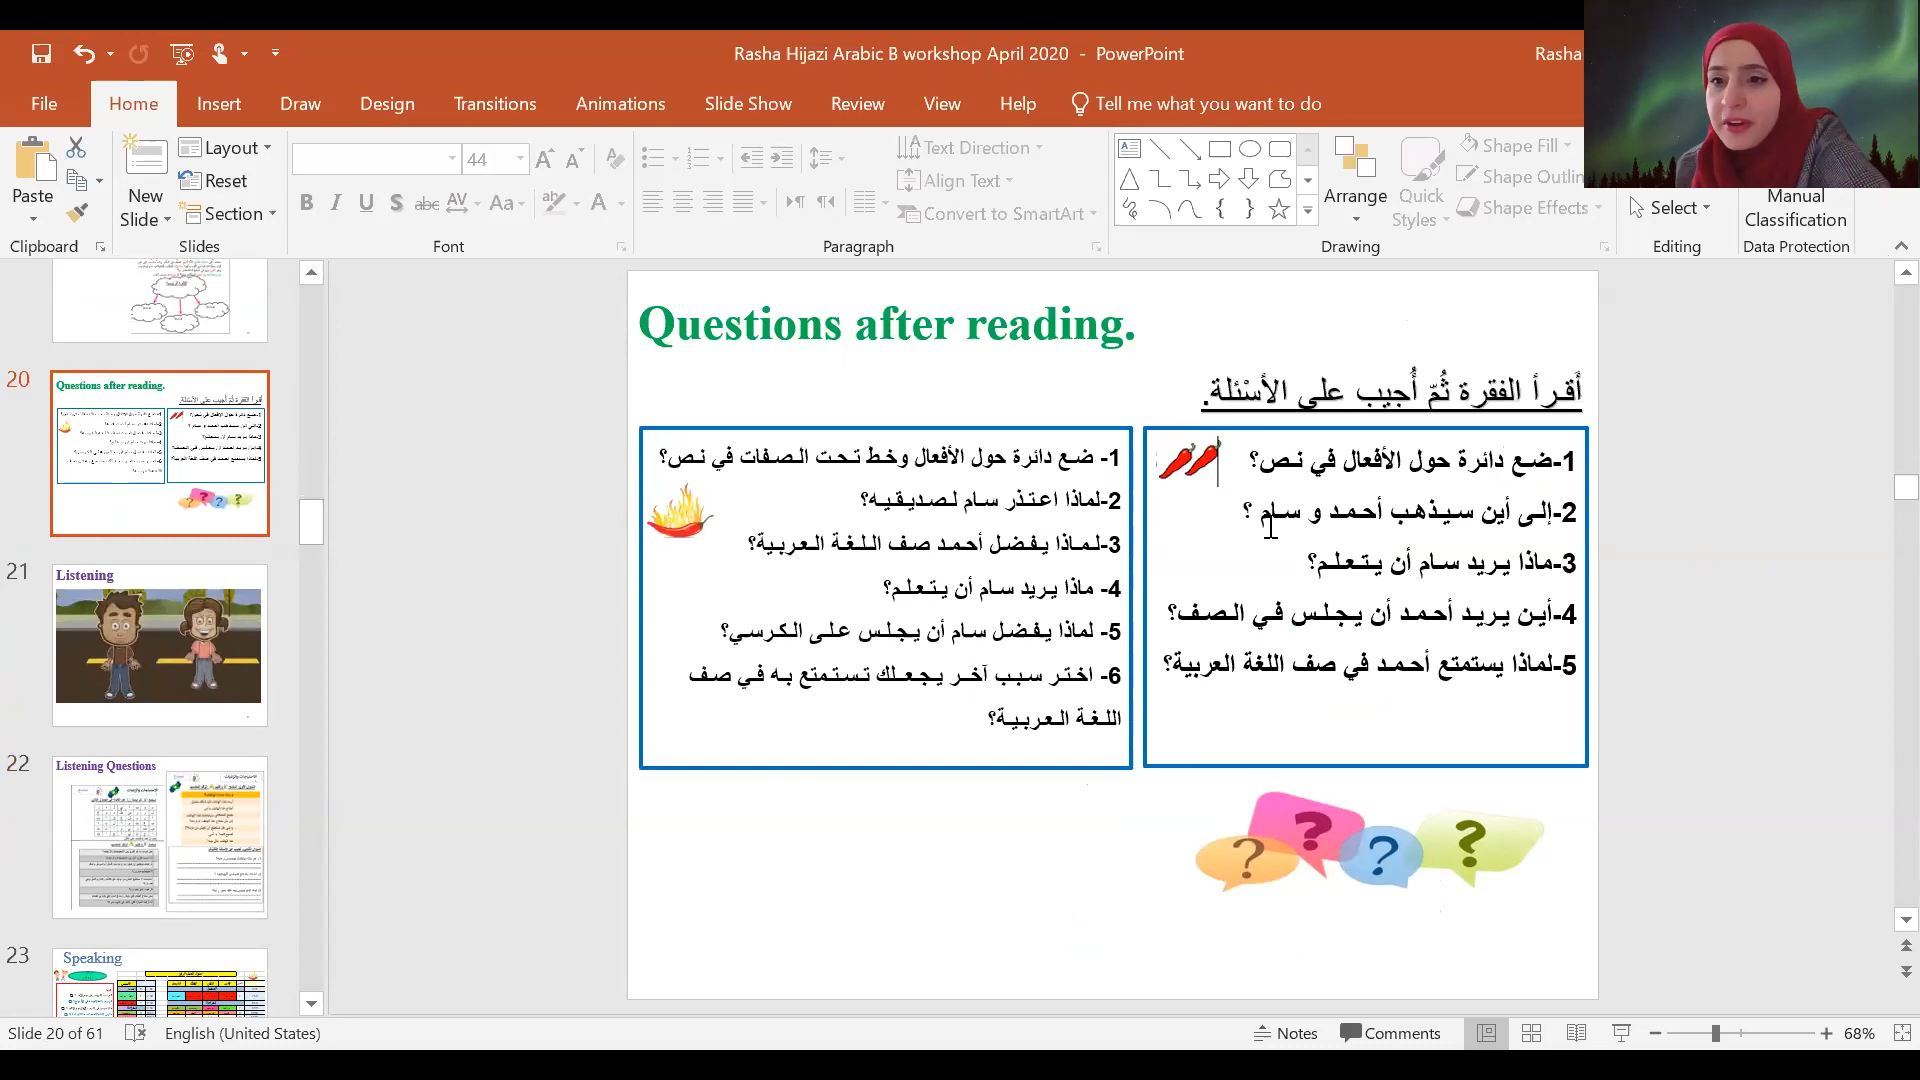 Rasha Hijazi Arabic B workshop April 2020 - PowerPoint
Rasha
File Home Insert Draw Design Transitions Animations Slide Show Review View Help Tell me what you want to do
Paste
Clipboard
New
Slide
Layout
Reset
Section
Slides
44
Font
Text Direction
Align Text
Convert to SmartArt
Paragraph
Arrange
Quick
Styles
Shape Fill
Shape Outlin
Shape Effects
Drawing
Select
Editing
Manual
Classification
Data Protection
20
Questions after reading.
21
Listening
22
Listening Questions
23
Speaking
Questions after reading.
أَقـرأ الفقرة ثُمّ أُجيب على الأسْئلة.
1-ضع دائرة حول الأفعال في نص؟
2-إلى أين سيذهب أحمد و سام ؟
3-ماذا يريد سام أن يتعلم؟
4-أين يريد أحمد أن يجلس في الصف؟
5-لماذا يستمتع أحمد في صف اللغة العربية؟
1- ضع دائرة حول الأفعال وخط تحت الصفات في نص؟
2-لماذا اعتذر سام لصديقيه؟
3-لماذا يفضل أحمد صف اللغة العربية؟
4- ماذا يريد سام أن يتعلم؟
5- لماذا يفضل سام أن يجلس على الكرسي؟
6- اختر سبب آخر يجعلك تستمتع به في صف
اللغة العربية؟
Slide 20 of 61
English (United States)
Notes
Comments
68%